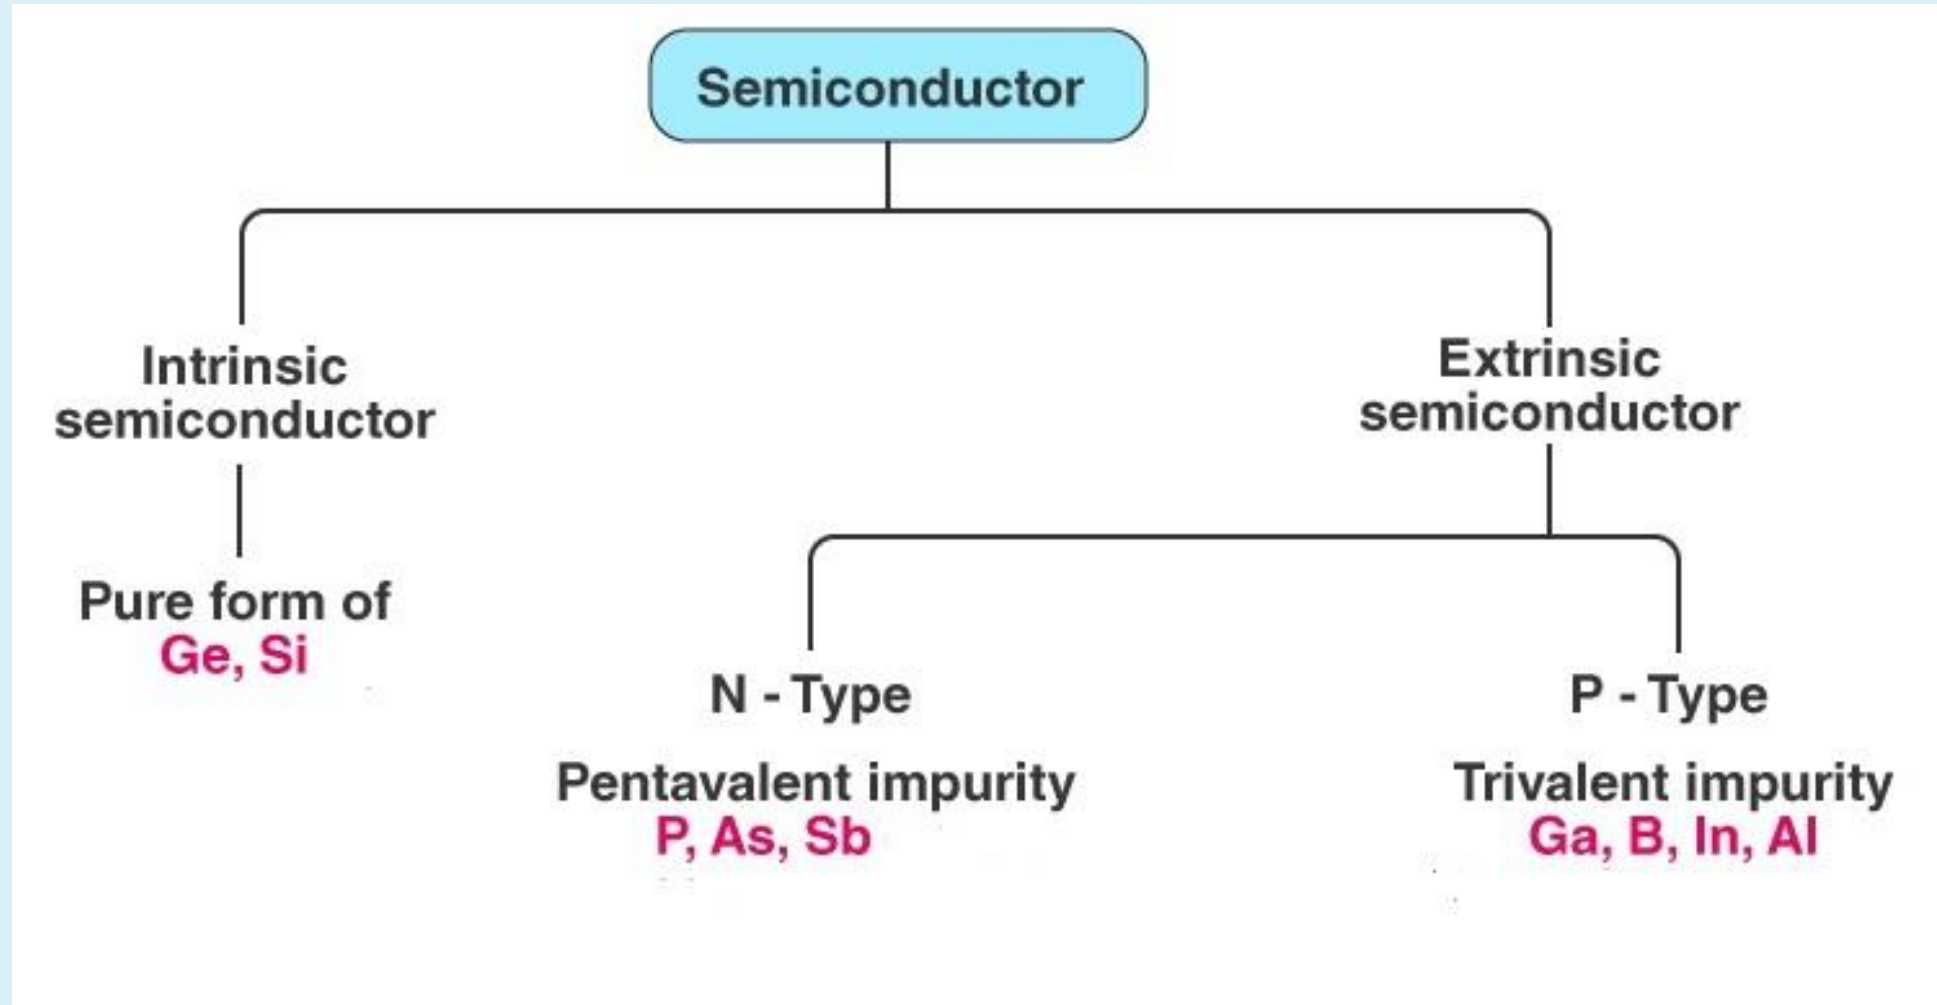 Semiconductor
Intrinsic
semiconductor
Pure form of
Ge, Si
Extrinsic
semiconductor
N - Type
Pentavalent impurity
P, As, Sb
P - Type
Trivalent impurity
Ga, B, In, Al